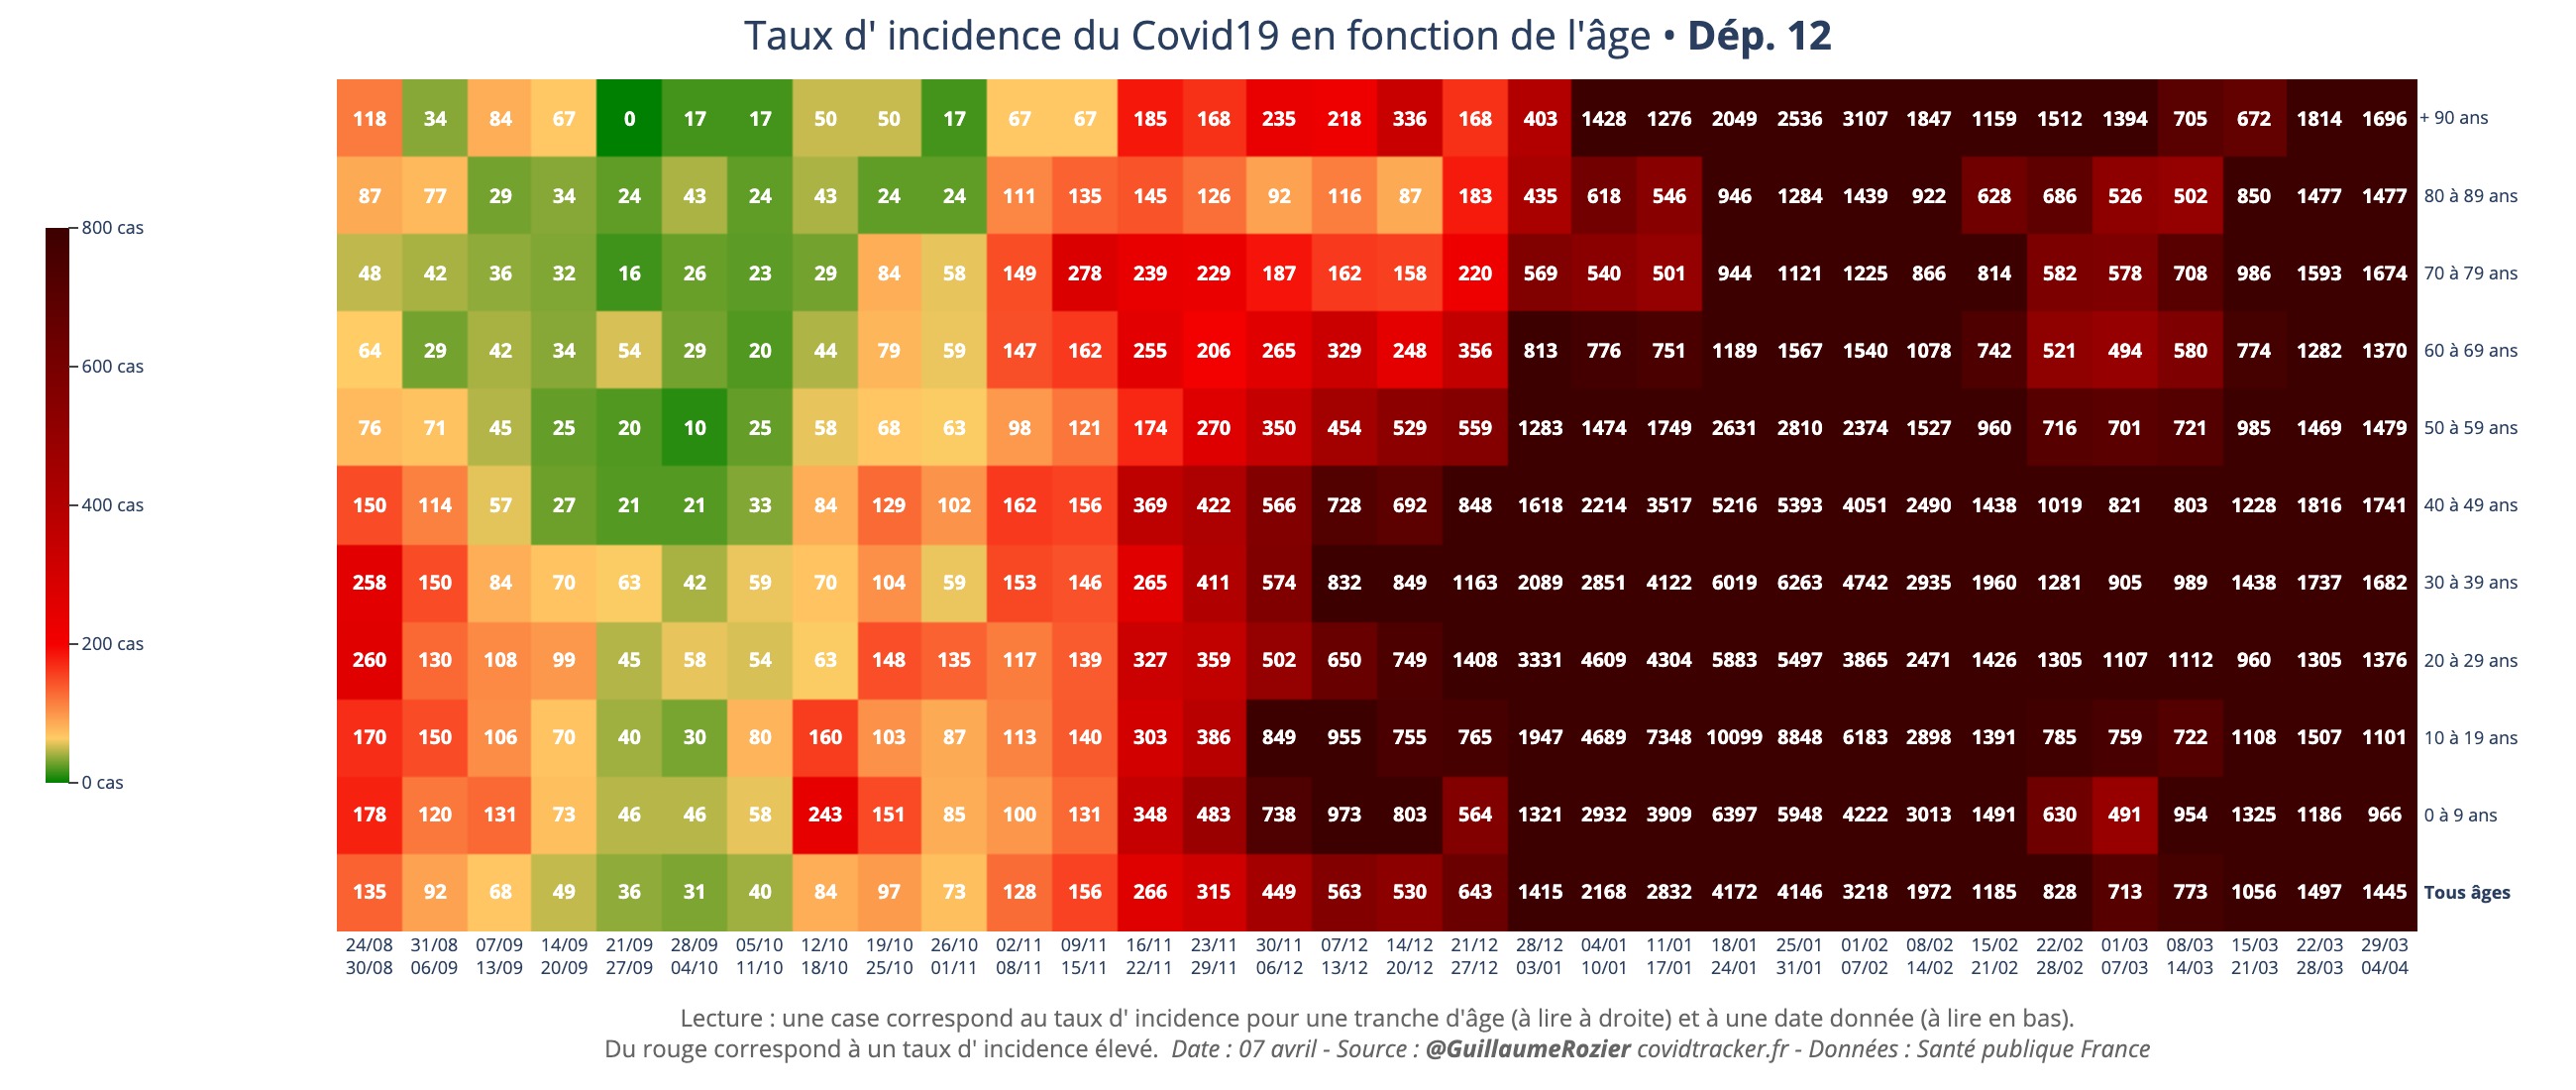 Taux d' incidence du Covid19 en fonction de l'âge • Dép. 12
118 34 84 67 0 17 17 50 50 17 67 67 185 168 235 218 336 168 403 1428 1276 2049 2536 3107 1847 1159 1512 1394 705 672 1814 1696 + 90 ans
87 77 29 34 24 43 24 43 24 24 111 135 145 126 92 116 87 183 435 618 546 946 1284 1439 922 628 686 526 502 850 1477 1477 80 à 89 ans
48 42 36 32 16 26 23 29 84 58 149 278 239 229 187 162 158 220 569 540 501 944 1121 1225 866 814 582 578 708 986 1593 1674 70 à 79 ans
64 29 42 34 54 29 20 44 79 59 147 162 255 206 265 329 248 356 813 776 751 1189 1567 1540 1078 742 521 494 580 774 1282 1370 60 à 69 ans
76 71 45 25 20 10 25 58 68 63 98 121 174 270 350 454 529 559 1283 1474 1749 2631 2810 2374 1527 960 716 701 721 985 1469 1479 50 à 59 ans
150 114 57 27 21 21 33 84 129 102 162 156 369 422 566 728 692 848 1618 2214 3517 5216 5393 4051 2490 1438 1019 821 803 1228 1816 1741 40 à 49 ans
258 150 84 70 63 42 59 70 104 59 153 146 265 411 574 832 849 1163 2089 2851 4122 6019 6263 4742 2935 1960 1281 905 989 1438 1737 1682 30 à 39 ans
260 130 108 99 45 58 54 63 148 135 117 139 327 359 502 650 749 1408 3331 4609 4304 5883 5497 3865 2471 1426 1305 1107 1112 960 1305 1376 20 à 29 ans
170 150 106 70 40 30 80 160 103 87 113 140 303 386 849 955 755 765 1947 4689 7348 10099 8848 6183 2898 1391 785 759 722 1108 1507 1101 10 à 19 ans
178 120 131 73 46 46 58 243 151 85 100 131 348 483 738 973 803 564 1321 2932 3909 6397 5948 4222 3013 1491 630 491 954 1325 1186 966 0 à 9 ans
135 92 68 49 36 31 40 84 97 73 128 156 266 315 449 563 530 643 1415 2168 2832 4172 4146 3218 1972 1185 828 713 773 1056 1497 1445 Tous âges
24/08 31/08 07/09 14/09 21/09 28/09 05/10 12/10 19/10 26/10 02/11 09/11 16/11 23/11 30/11 07/12 14/12 21/12 28/12 04/01 11/01 18/01 25/01 01/02 08/02 15/02 22/02 01/03 08/03 15/03 22/03 29/03
30/08 06/09 13/09 20/09 27/09 04/10 11/10 18/10 25/10 01/11 08/11 15/11 22/11 29/11 06/12 13/12 20/12 27/12 03/01 10/01 17/01 24/01 31/01 07/02 14/02 21/02 28/02 07/03 14/03 21/03 28/03 04/04
800 cas
600 cas
400 cas
200 cas
0 cas
Lecture : une case correspond au taux d' incidence pour une tranche d'âge (à lire à droite) et à une date donnée (à lire en bas).
Du rouge correspond à un taux d' incidence élevé. Date : 07 avril - Source : @GuillaumeRozier covidtracker.fr - Données : Santé publique France